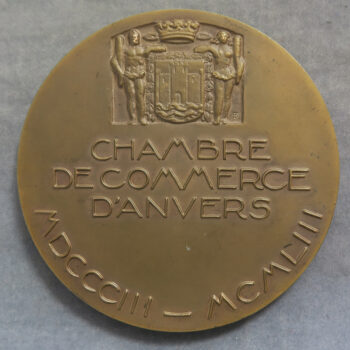 CHAMBRE
DE COMMERCE
D'ANVERS
MDCCCIII — MCMLIII